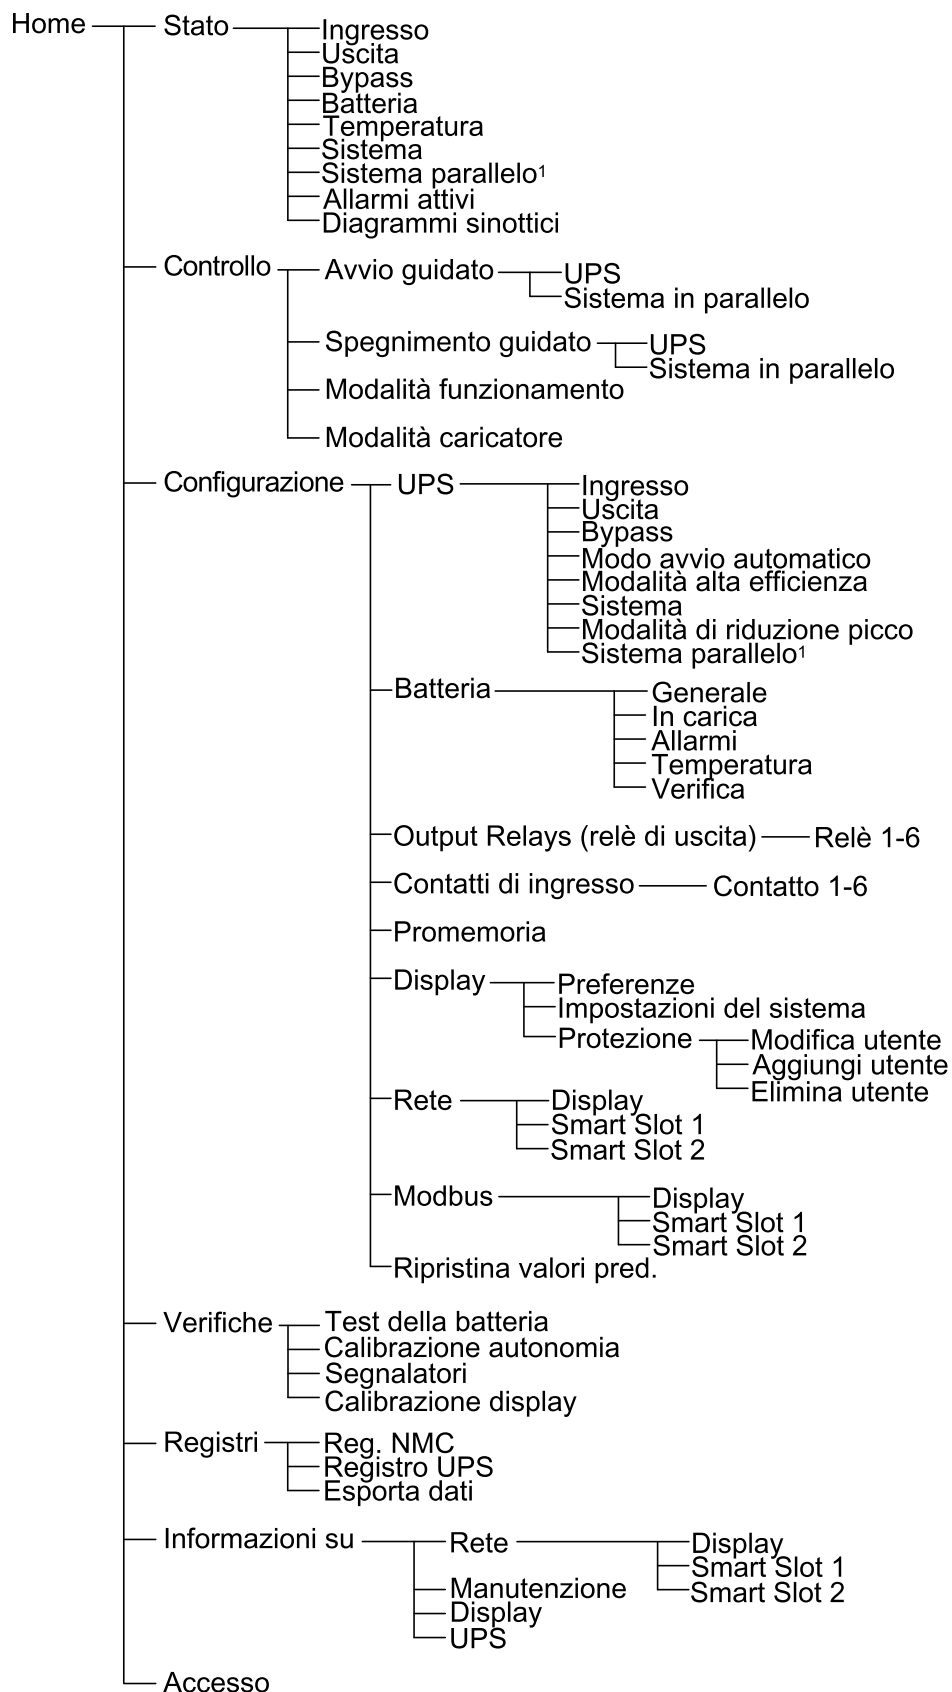 Home
Stato
Ingresso
Uscita
Bypass
Batteria
Temperatura
Sistema
Sistema parallelo¹
Allarmi attivi
Diagrammi sinottici
Controllo
Avvio guidato
UPS
Sistema in parallelo
Spegnimento guidato
UPS
Sistema in parallelo
Modalità funzionamento
Modalità caricatore
Configurazione
UPS
Ingresso
Uscita
Bypass
Modo avvio automatico
Modalità alta efficienza
Sistema
Modalità di riduzione picco
Sistema parallelo¹
Batteria
Generale
In carica
Allarmi
Temperatura
Verifica
Output Relays (relè di uscita)
Relè 1-6
Contatti di ingresso
Contatto 1-6
Promemoria
Display
Preferenze
Impostazioni del sistema
Protezione
Modifica utente
Aggiungi utente
Elimina utente
Rete
Display
Smart Slot 1
Smart Slot 2
Modbus
Display
Smart Slot 1
Smart Slot 2
Ripristina valori pred.
Verifiche
Test della batteria
Calibrazione autonomia
Segnalatori
Calibrazione display
Registri
Reg. NMC
Registro UPS
Esporta dati
Informazioni su
Rete
Display
Smart Slot 1
Smart Slot 2
Manutenzione
Display
UPS
Accesso